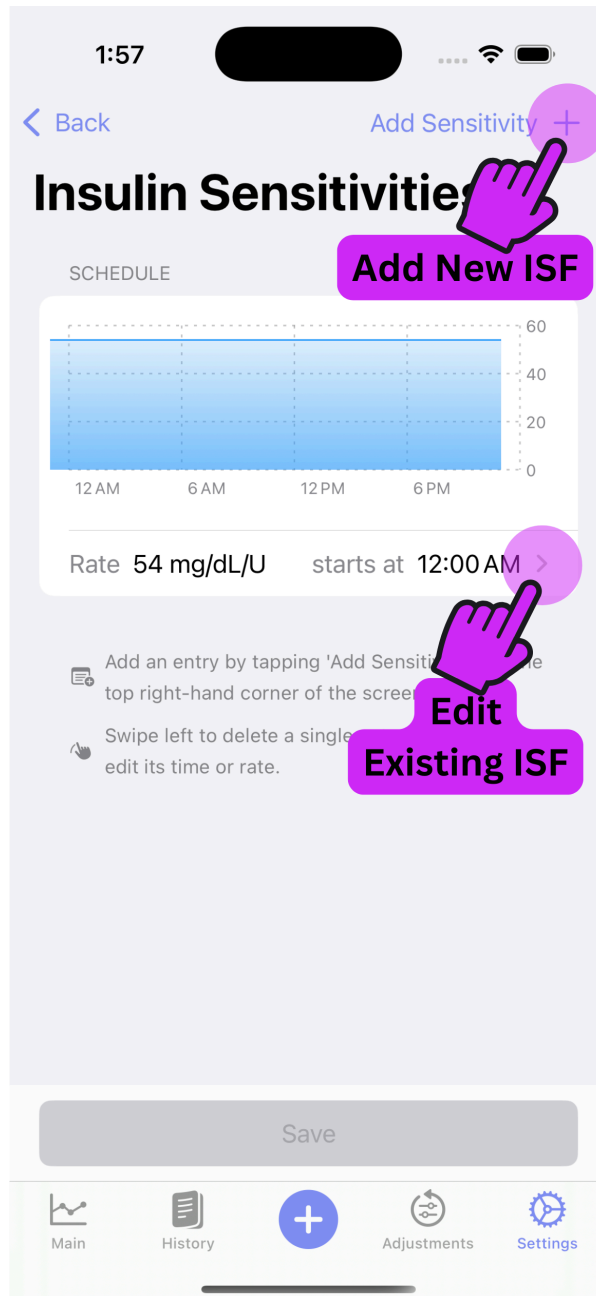 1:57
Back
Add Sensitivity
Insulin Sensitivities
Add New ISF
SCHEDULE
60
40
20
0
12 AM 6 AM 12 PM 6 PM
Rate 54 mg/dL/U starts at 12:00 AM
Add an entry by tapping 'Add
top right-hand corner of the
Swipe left to delete a single
edit its time or rate.
Edit
Existing ISF
Save
Main
History
Adjustments
Settings